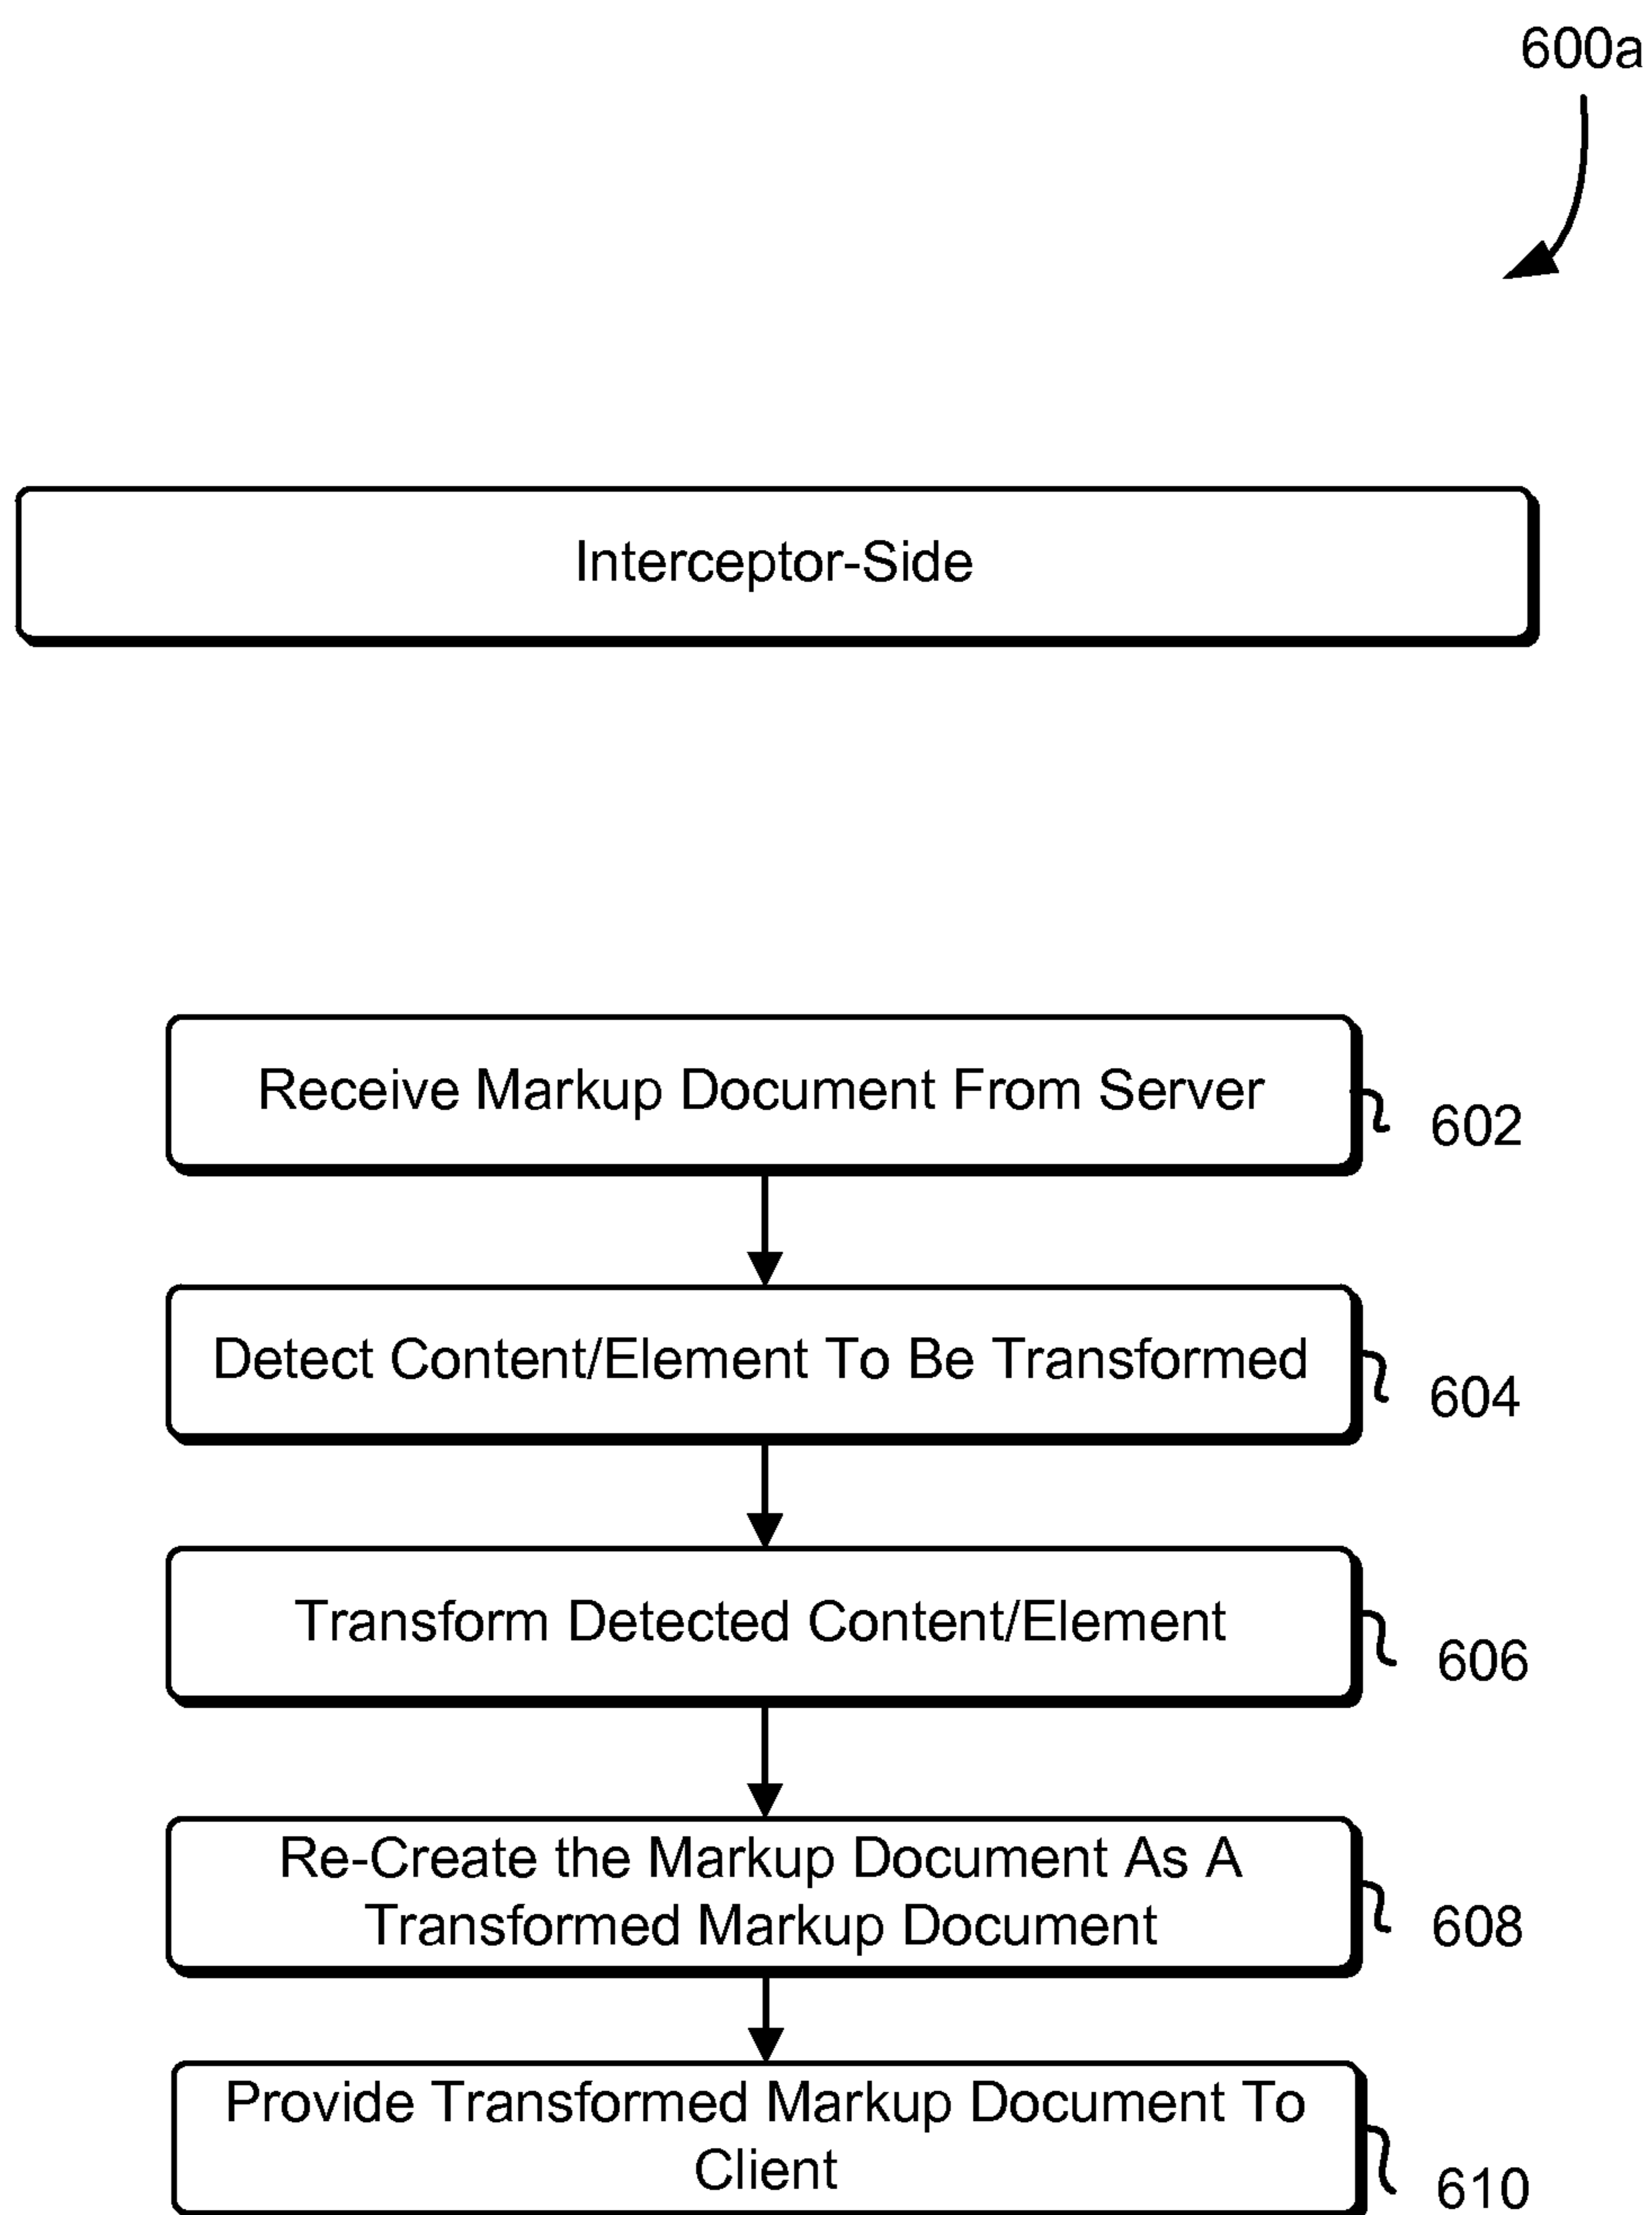 600a
Interceptor-Side
Receive Markup Document From Server
602
Detect Content/Element To Be Transformed
604
Transform Detected Content/Element
606
Re-Create the Markup Document As A
Transformed Markup Document
608
Provide Transformed Markup Document To
Client
610